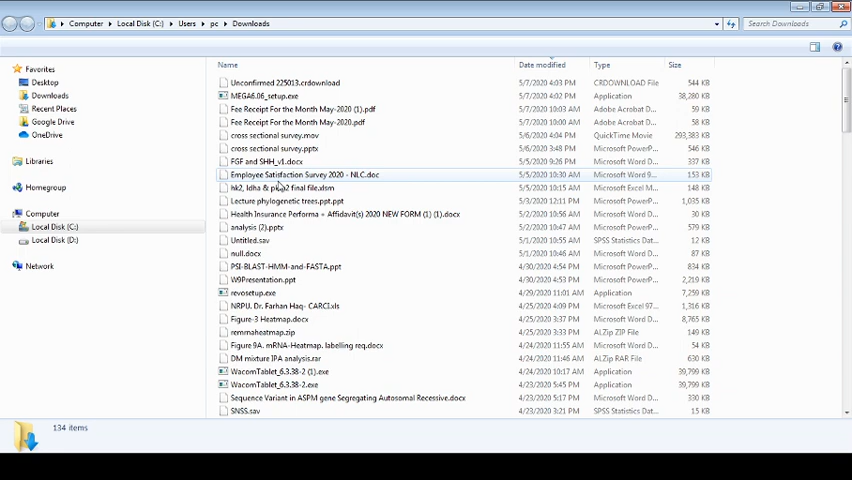 Computer Local Disk (C:) Users pc Downloads Search Downloads
Name Date modified Type Size
Favorites
Desktop
Downloads
Recent Places
Google Drive
OneDrive
Libraries
Homegroup
Computer
Local Disk (C:)
Local Disk (D:)
Network
Unconfirmed 225013.crdownload 5/7/2020 4:03 PM CRDOWNLOAD File 544 KB
MEGA6.06_setup.exe 5/7/2020 4:02 PM Application 38,280 KB
Fee Receipt For the Month May-2020 (1).pdf 5/7/2020 10:03 AM Adobe Acrobat D... 59 KB
Fee Receipt For the Month May-2020.pdf 5/7/2020 10:03 AM Adobe Acrobat D... 58 KB
cross sectional survey.mov 5/6/2020 4:04 PM QuickTime Movie 293,383 KB
cross sectional survey.pptx 5/6/2020 3:48 PM Microsoft PowerP... 546 KB
FGF and SHH_v1.docx 5/5/2020 10:36 AM Microsoft Word D... 337 KB
Employee Satisfaction Survey 2020 - NLC.doc 5/5/2020 10:30 AM Microsoft Word 9... 153 KB
hk2, ldha & final file.xlsm 5/5/2020 10:15 AM Microsoft Excel M... 148 KB
Lecture phylogenetic trees.ppt.ppt 5/3/2020 12:11 PM Microsoft PowerP...
Health Insurance Performa + Affidavit(s) 2020 NEW FORM (1) (1).docx 5/2/2020 10:55 AM Microsoft Word D... 42 KB
analysis (2).pptx 5/2/2020 10:47 AM Microsoft PowerP... 579 KB
Untitled.sav 5/1/2020 10:56 AM SPSS Statistics Dat... 12 KB
null.docx 5/1/2020 10:46 AM Microsoft Word D... 87 KB
PSI-BLAST-HMM-and-FASTA.ppt 4/30/2020 4:54 PM Microsoft PowerP... 834 KB
W9Presentation.ppt 4/30/2020 4:53 PM Microsoft PowerP... 634 KB
revosetup.exe 4/29/2020 11:01 AM Application 7,259 KB
NRPU. Dr. Farhan Haq- CARCI.xls 4/25/2020 4:09 PM Microsoft Excel 97... 1,316 KB
Figure-3 Heatmap.docx 4/25/2020 3:37 PM Microsoft Word D... 8,765 KB
remmaheatmap.zip 4/25/2020 3:36 PM ALZip ZIP File 149 KB
Figure 9A. mRNA-Heatmap. labelling req.docx 4/24/2020 11:55 AM Microsoft Word D... 54 KB
DM mixture IPA analysis.rar 4/24/2020 11:46 AM ALZip RAR File 630 KB
WacomTablet_6.3.38-2 (1).exe 4/24/2020 10:17 AM Application 39,799 KB
WacomTablet_6.3.38-2.exe 4/23/2020 5:45 PM Application 39,799 KB
Sequence Variant in ASPM gene Segregating Autosomal Recessive.docx 4/23/2020 5:17 PM Microsoft Word D... 330 KB
SNSS.sav 4/23/2020 5:16 PM SPSS Statistics Dat... 15 KB
134 items